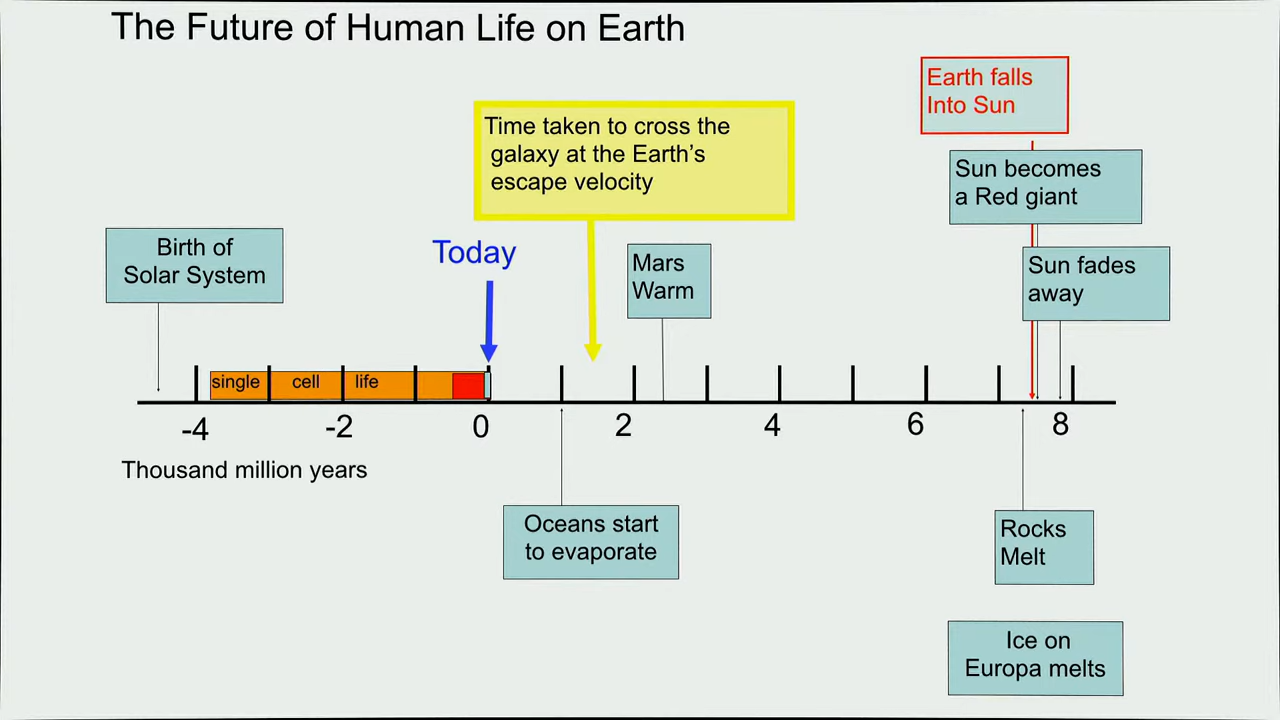 The Future of Human Life on Earth
Earth falls
Into Sun
Time taken to cross the
galaxy at the Earth's
escape velocity
Sun becomes
a Red giant
Birth of
Solar System
Today
Mars
Warm
Sun fades
away
single cell life
-4 -2 0 2 4 6 8
Thousand million years
Oceans start
to evaporate
Rocks
Melt
Ice on
Europa melts